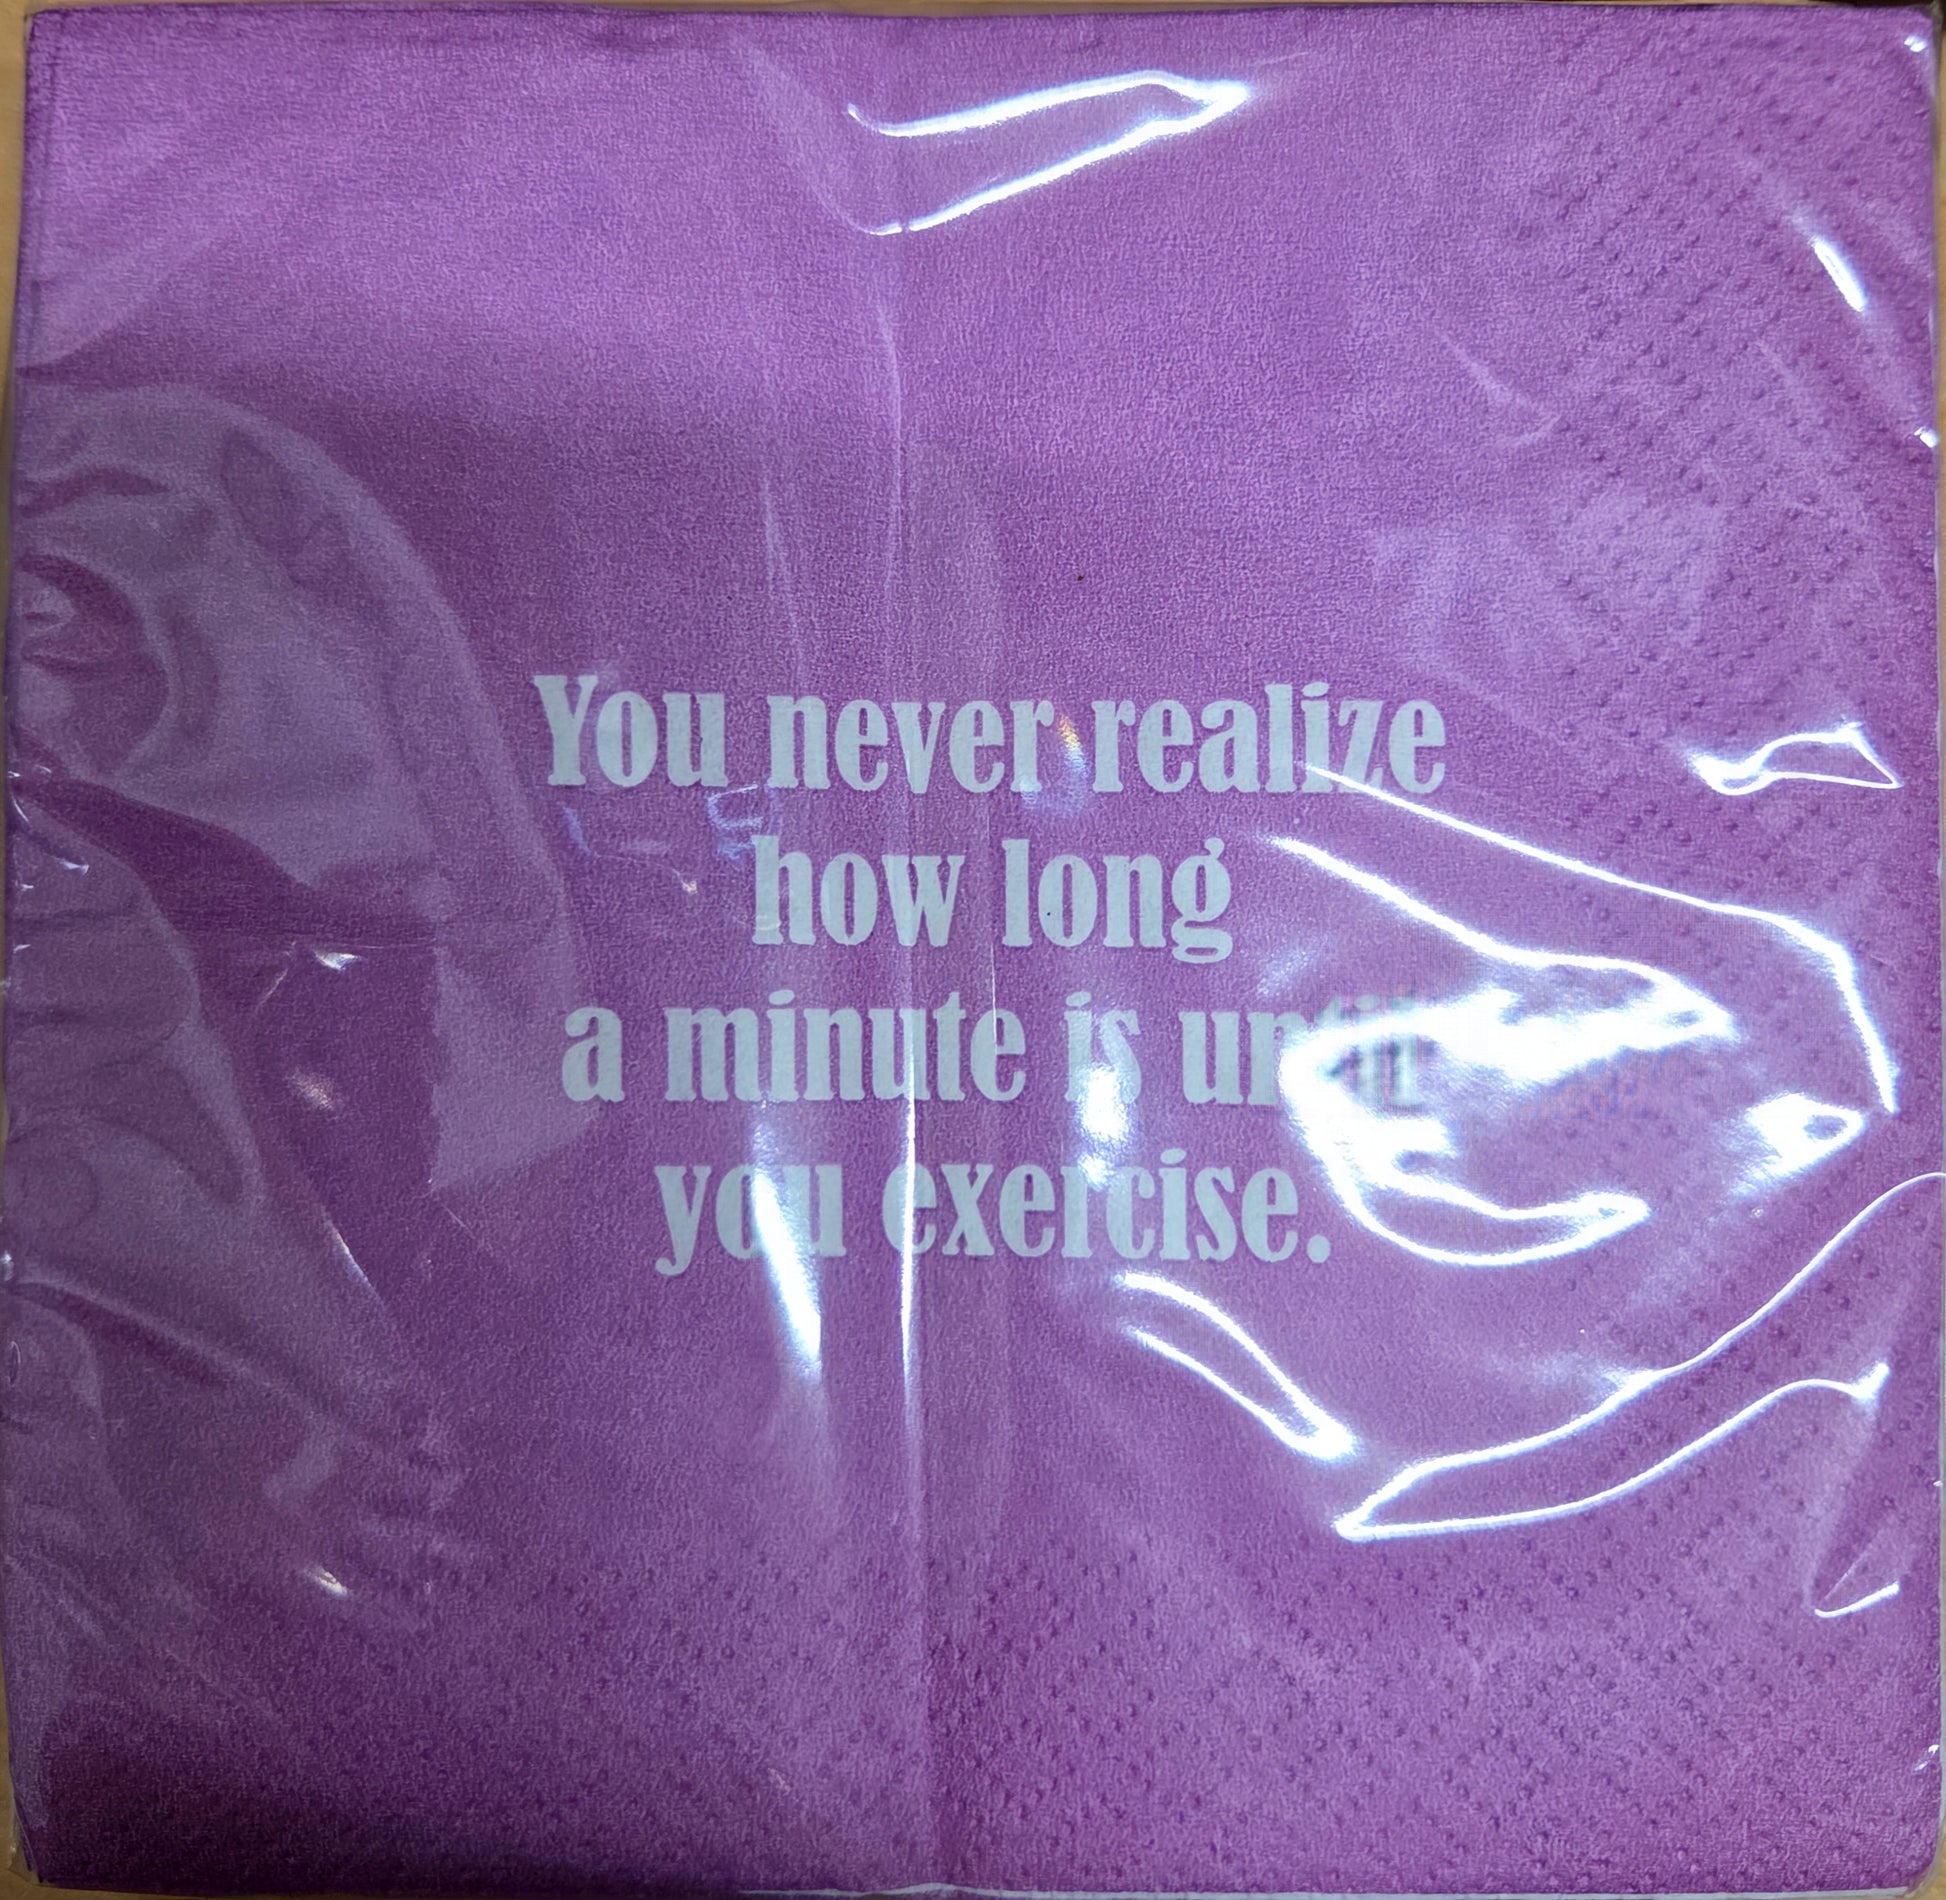 You never realize
how long
a minute is until
you exercise.